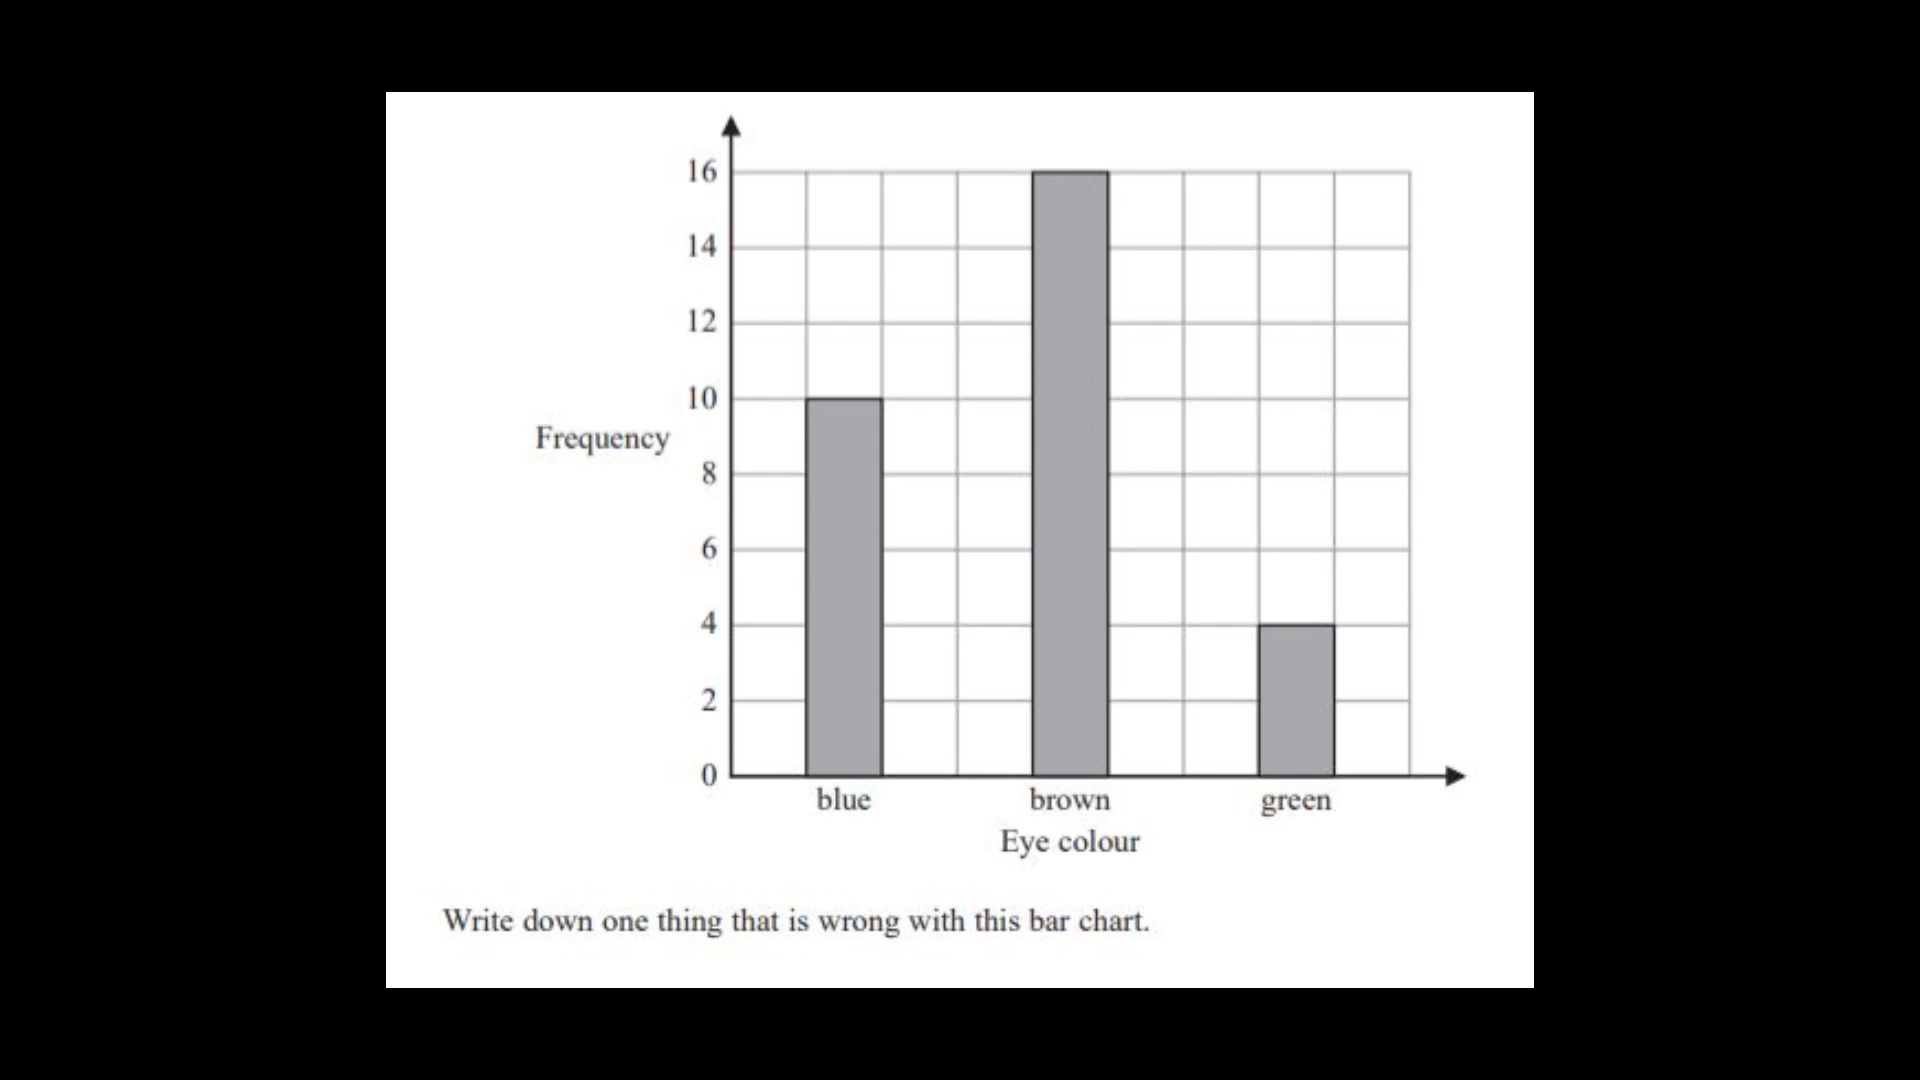 16
14
12
10
Frequency
8
6
4
2
0
blue brown green
Eye colour
Write down one thing that is wrong with this bar chart.